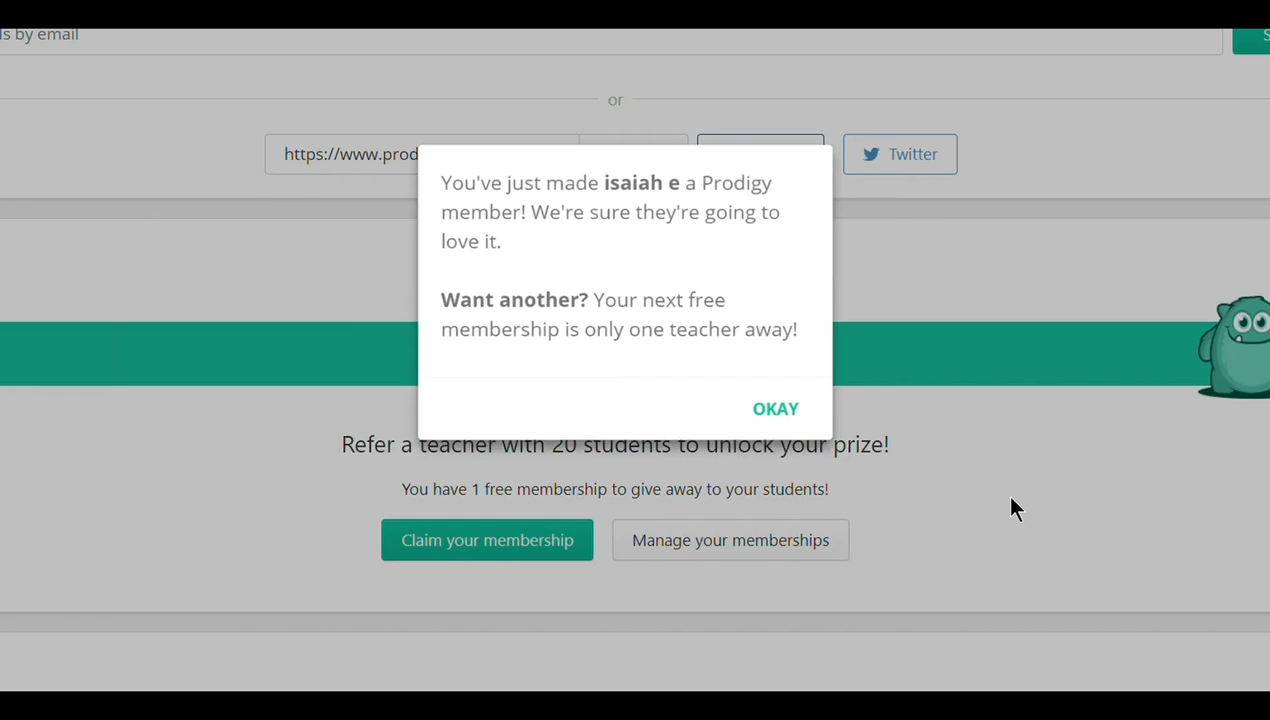 ls by email
S
or
https://www.prod
Twitter
You've just made isaiah e a Prodigy
member! We're sure they're going to
love it.
Want another? Your next free
membership is only one teacher away!
OKAY
Refer a teacher with 20 students to unlock your prize!
You have 1 free membership to give away to your students!
Claim your membership
Manage your memberships